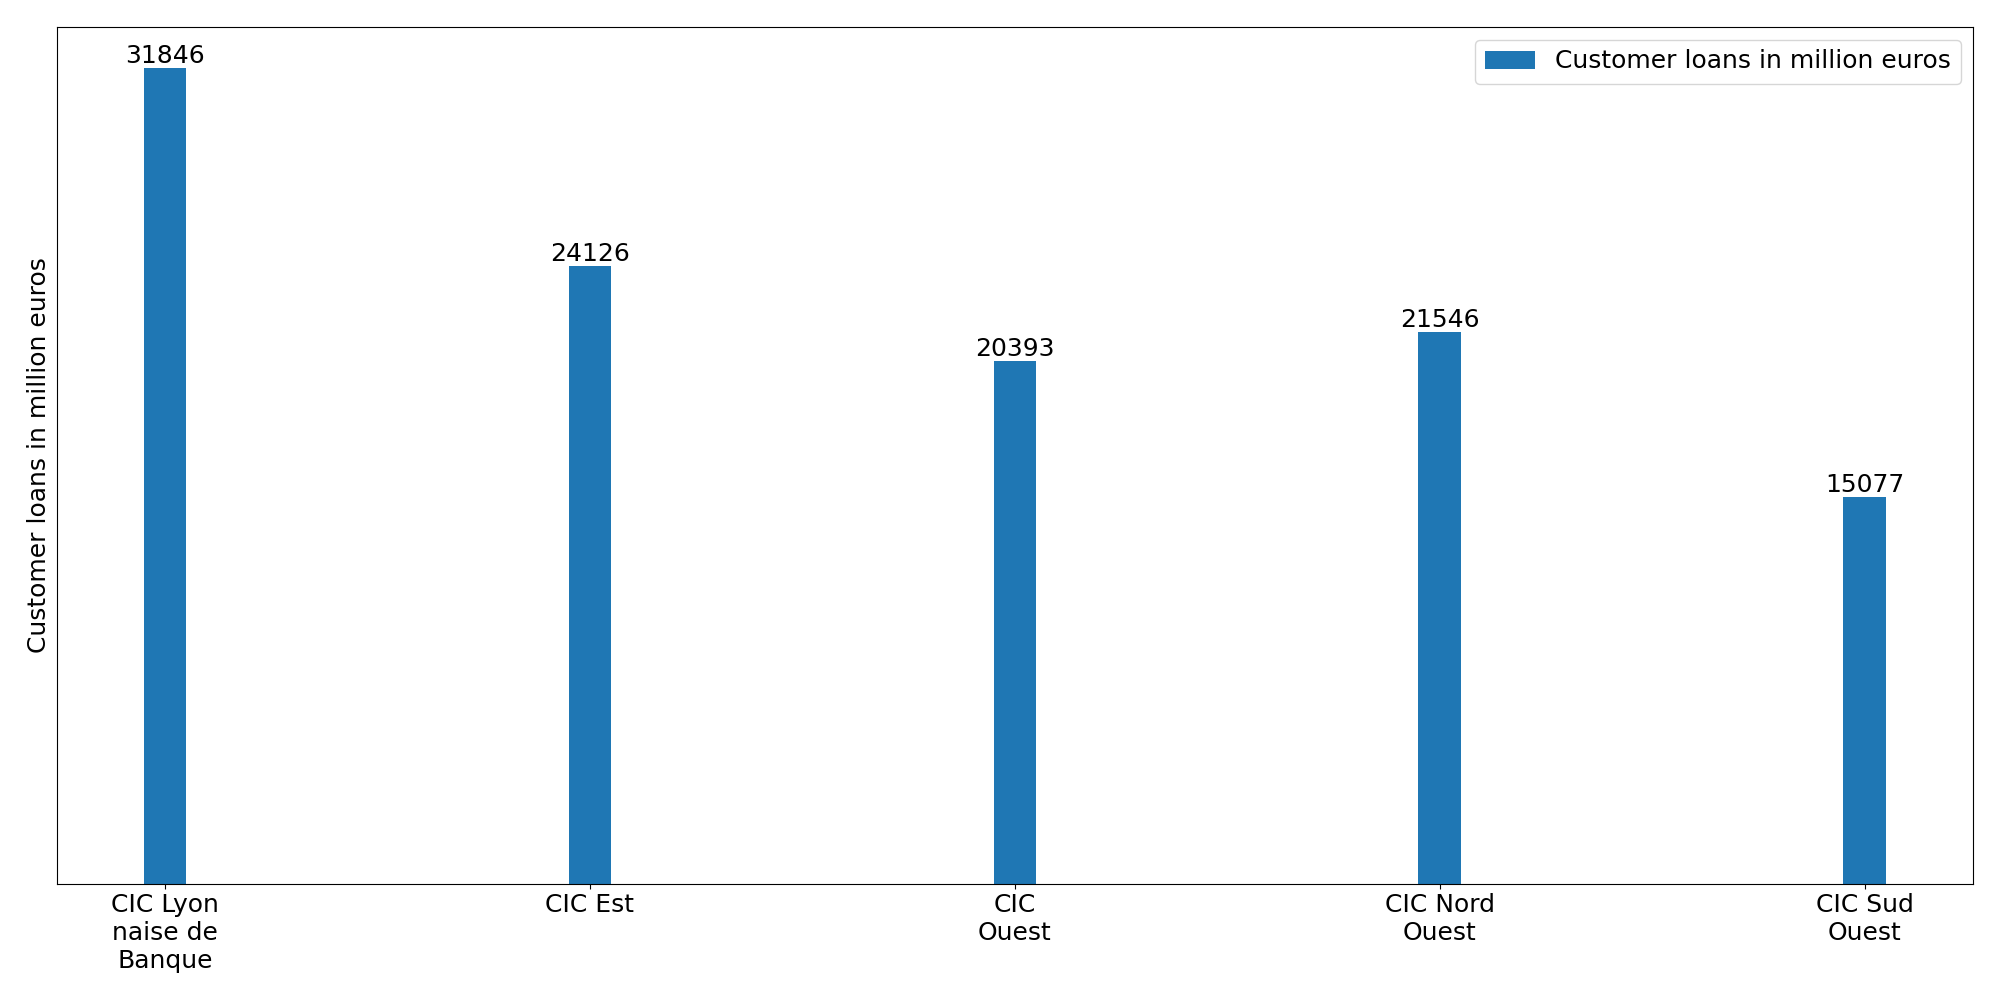 31846
Customer loans in million euros
24126
21546
20393
15077
Customer loans in million euros
CIC Lyon
naise de
Banque
CIC Est
CIC
Ouest
CIC Nord
Ouest
CIC Sud
Ouest